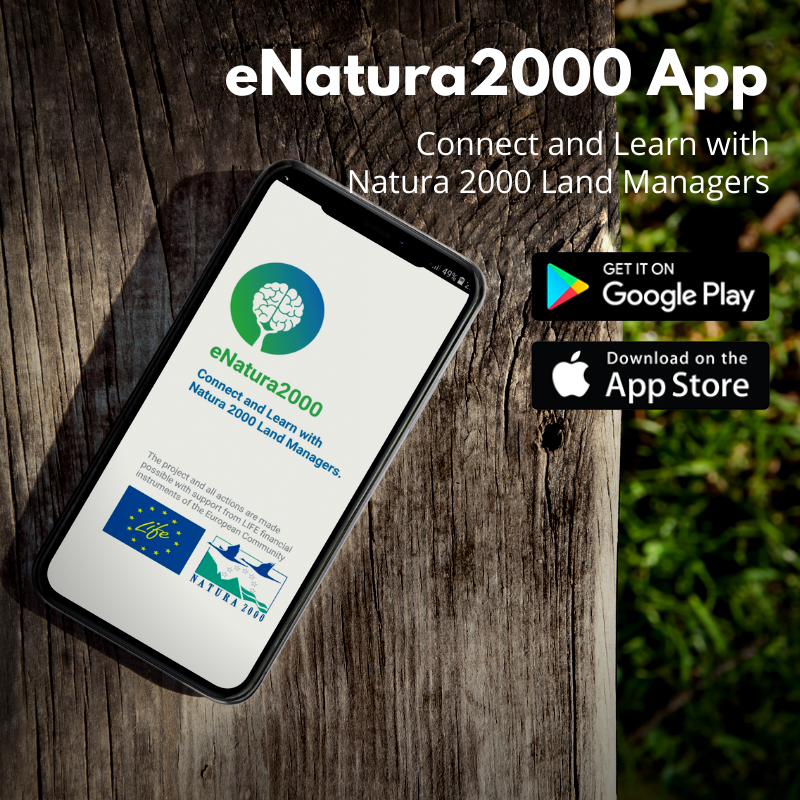 eNatura2000 App
Connect and Learn with
Natura 2000 Land Managers
49%
GET IT ON
Google Play
Download on the
App Store
eNatura2000
Connect and Learn with
Natura 2000 Land Managers.
The project and all actions are made
possible with support from LIFE financial
instruments of the European Community
Life
NATURA 2000